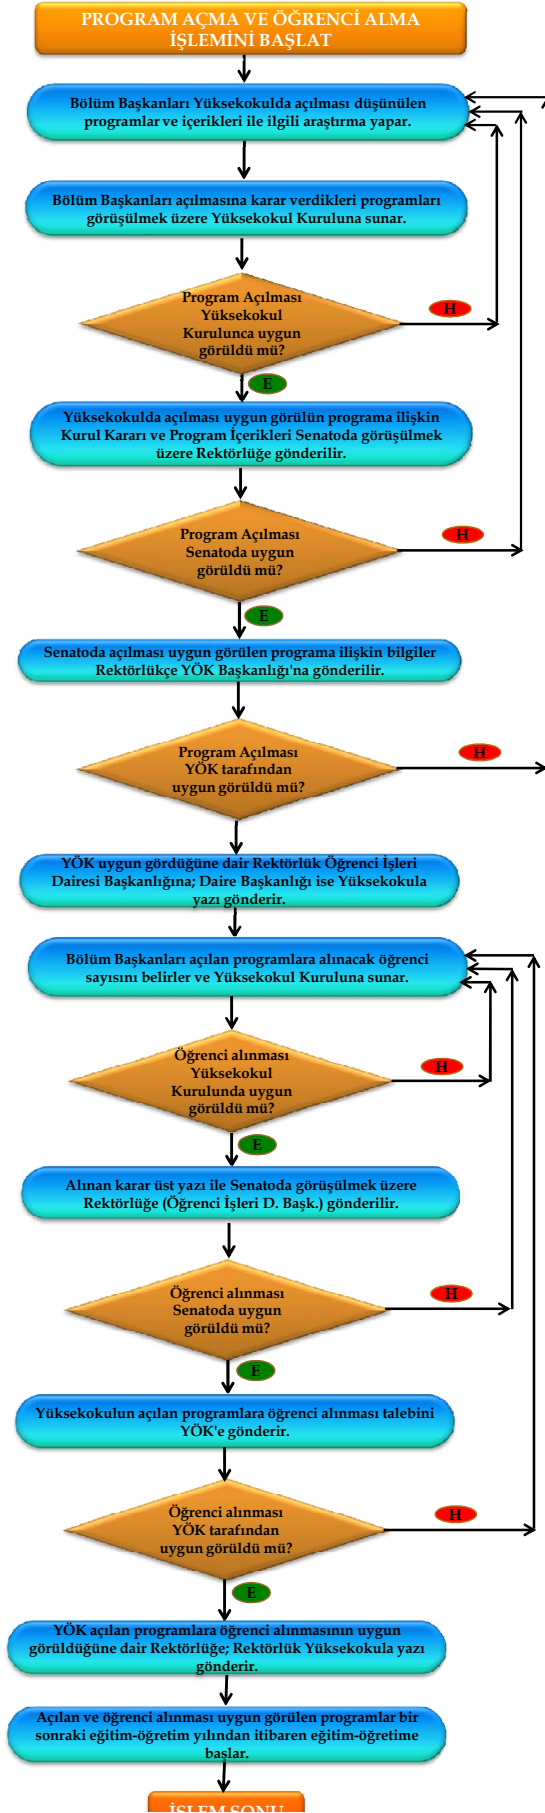 PROGRAM AÇMA VE ÖĞRENCİ ALMA
İŞLEMİNİ BAŞLAT
Bölüm Başkanları Yüksekokulda açılması düşünülen
programlar ve içerikleri ile ilgili araştırma yapar.
Bölüm Başkanları açılmasına karar verdikleri programları
görüşülmek üzere Yüksekokul Kuruluna sunar.
Program Açılması
Yüksekokul
Kurulunca uygun
görüldü mü?
H
E
Yüksekokulda açılması uygun görülün programa ilişkin
Kurul Kararı ve Program İçerikleri Senatoda görüşülmek
üzere Rektörlüğe gönderilir.
Program Açılması
Senatoda uygun
görüldü mü?
H
E
Senatoda açılması uygun görülen programa ilişkin bilgiler
Rektörlükçe YÖK Başkanlığı'na gönderilir.
Program Açılması
YÖK tarafından
uygun görüldü mü?
H
YÖK uygun gördüğüne dair Rektörlük Öğrenci İşleri
Dairesi Başkanlığına; Daire Başkanlığı ise Yüksekokula
yazı gönderir.
Bölüm Başkanları açılan programlara alınacak öğrenci
sayısını belirler ve Yüksekokul Kuruluna sunar.
Öğrenci alınması
Yüksekokul
Kurulunda uygun
görüldü mü?
H
E
Alınan karar üst yazı ile Senatoda görüşülmek üzere
Rektörlüğe (Öğrenci İşleri D. Başk.) gönderilir.
Öğrenci alınması
Senatoda uygun
görüldü mü?
H
E
Yüksekokulun açılan programlara öğrenci alınması talebini
YÖK'e gönderir.
Öğrenci alınması
YÖK tarafından
uygun görüldü mü?
H
E
YÖK açılan programlara öğrenci alınmasının uygun
görüldüğüne dair Rektörlüğe; Rektörlük Yüksekokula yazı
gönderir.
Açılan ve öğrenci alınması uygun görülen programlar bir
sonraki eğitim-öğretim yılından itibaren eğitim-öğretime
başlar.
İŞLEM SONU